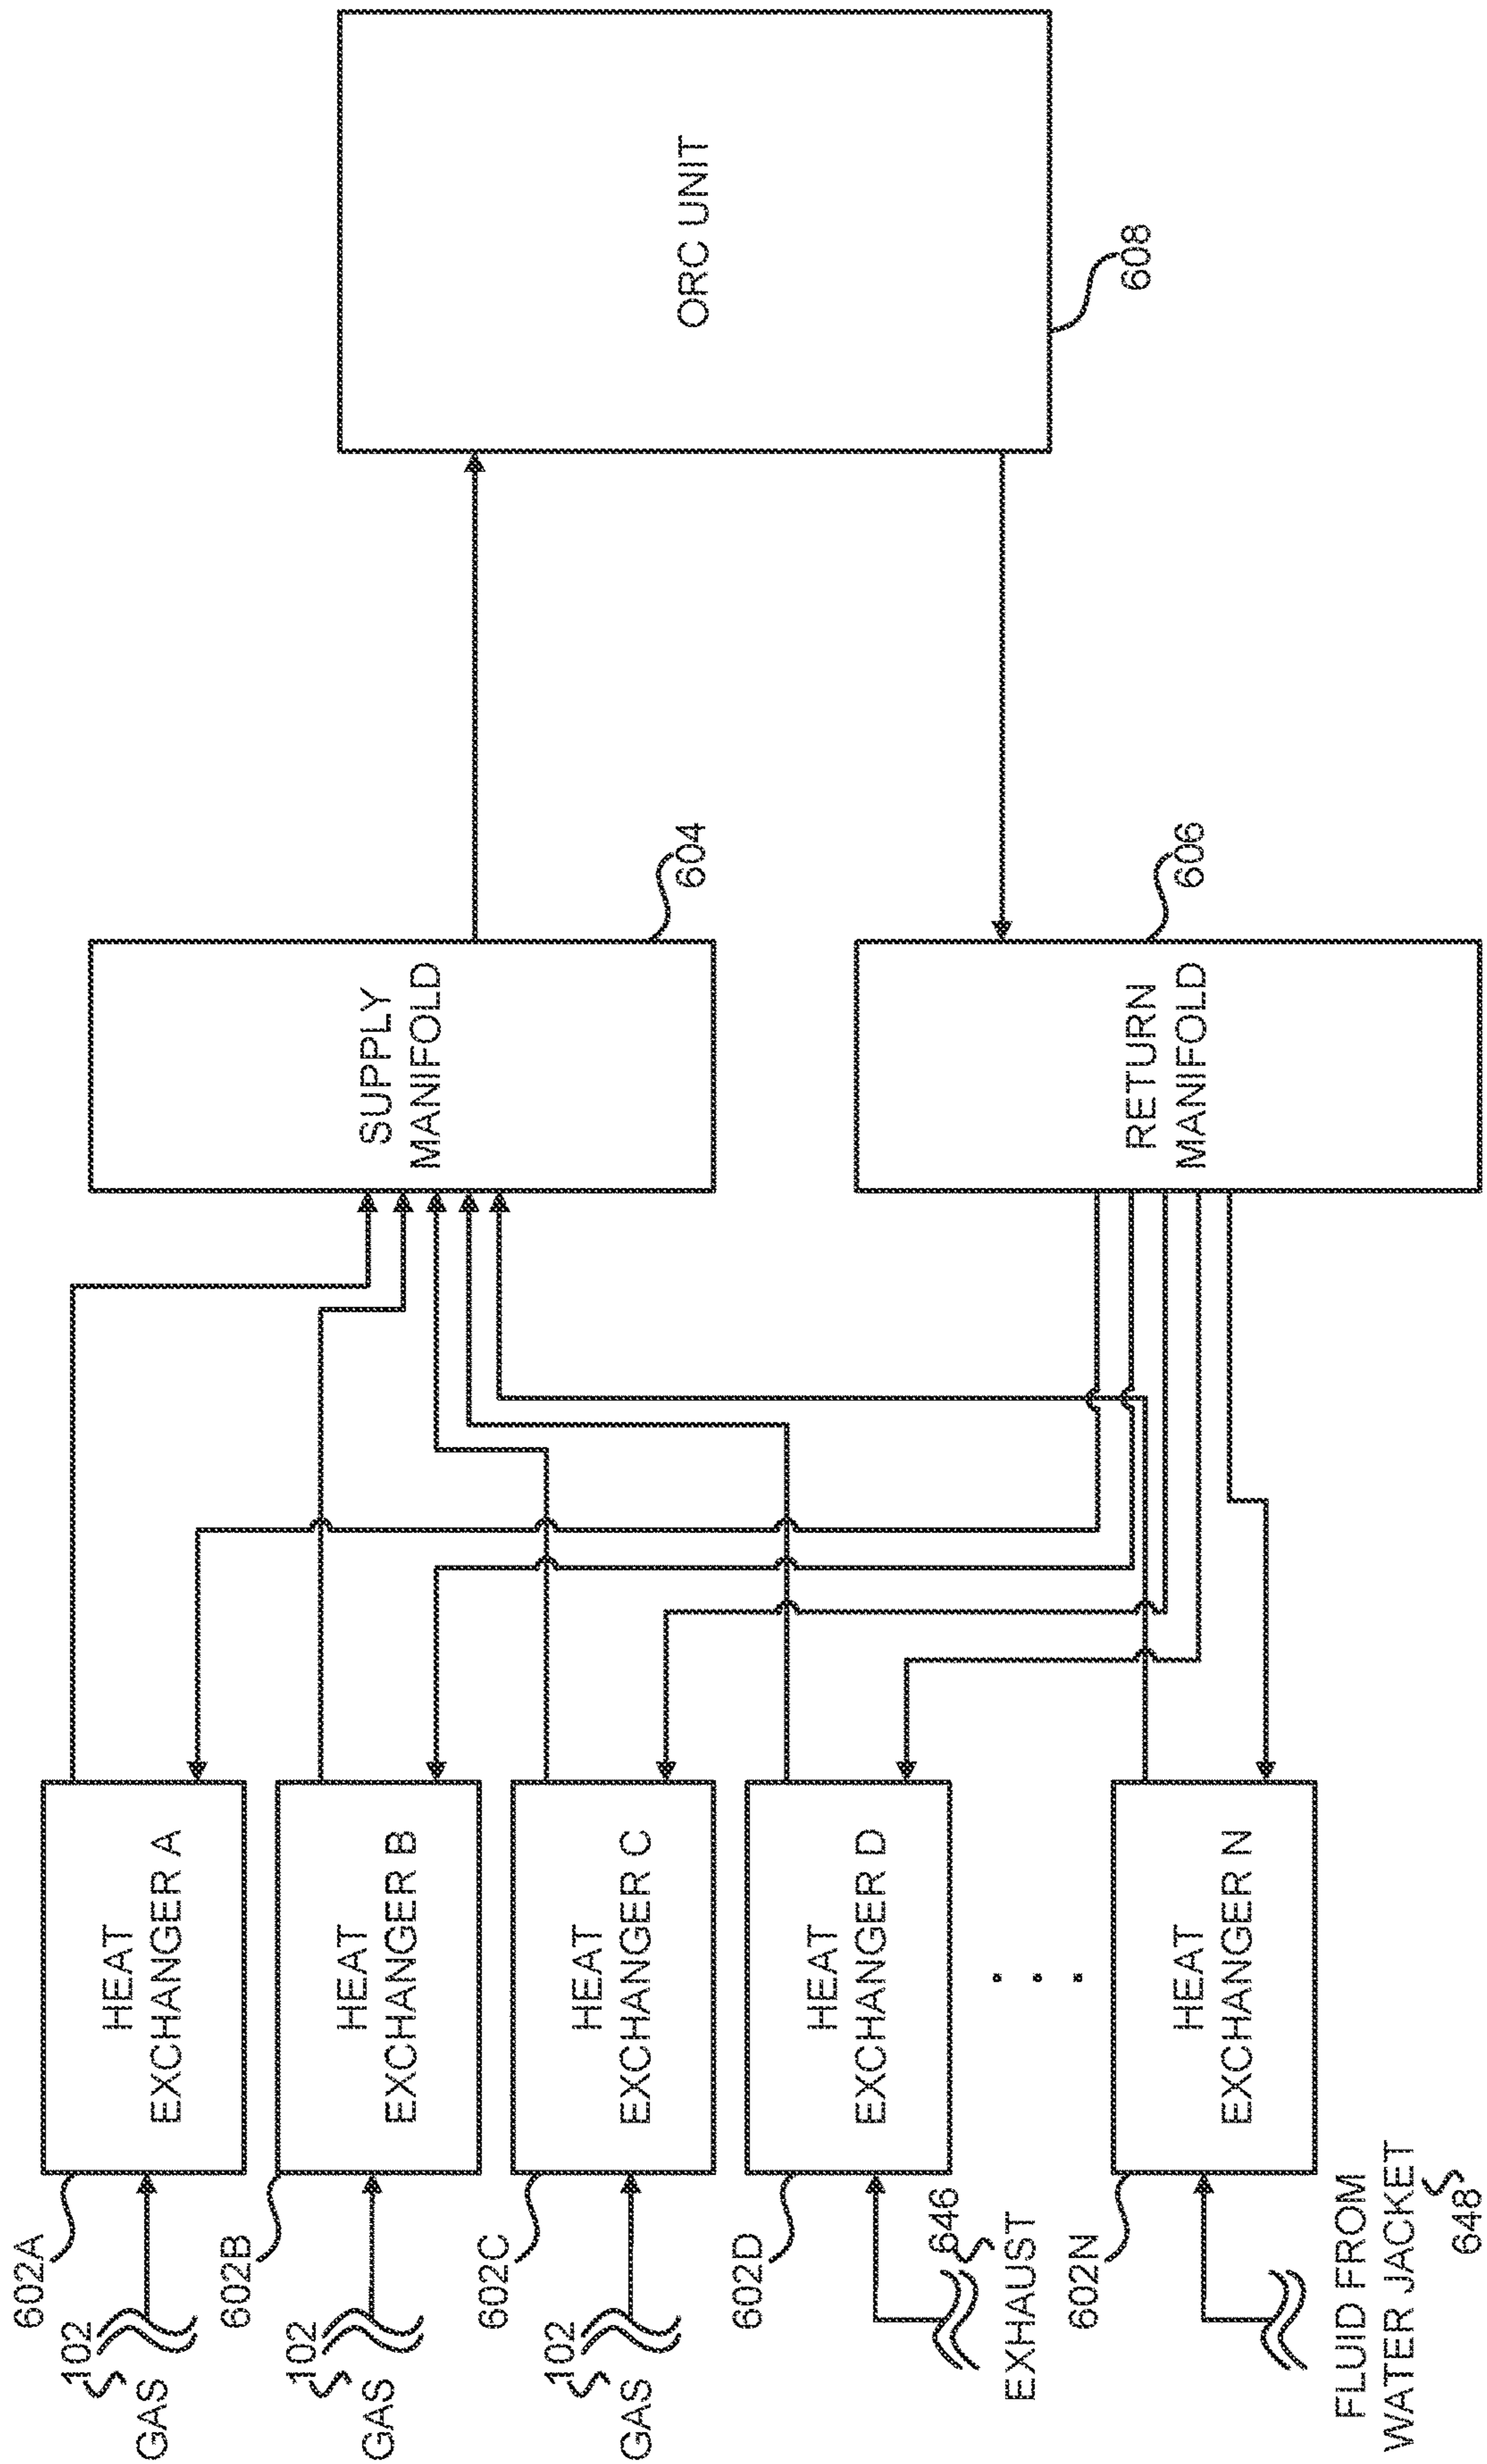 602A
102
GAS
HEAT
EXCHANGER A
602B
102
GAS
HEAT
EXCHANGER B
602C
102
GAS
HEAT
EXCHANGER C
602D
646
EXHAUST
HEAT
EXCHANGER D
. . .
602N
FLUID FROM
WATER JACKET
648
HEAT
EXCHANGER N
SUPPLY
MANIFOLD
604
RETURN
MANIFOLD
606
ORC UNIT
608